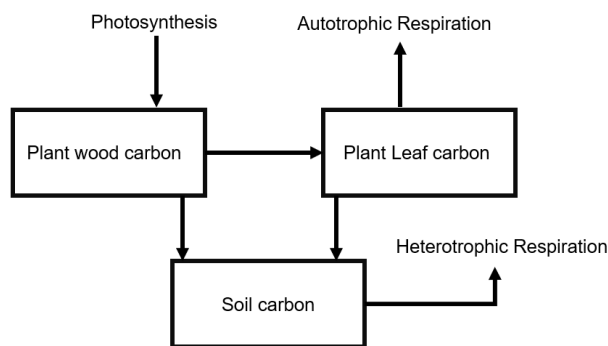 Photosynthesis
Autotrophic Respiration
Plant wood carbon
Plant Leaf carbon
Heterotrophic Respiration
Soil carbon